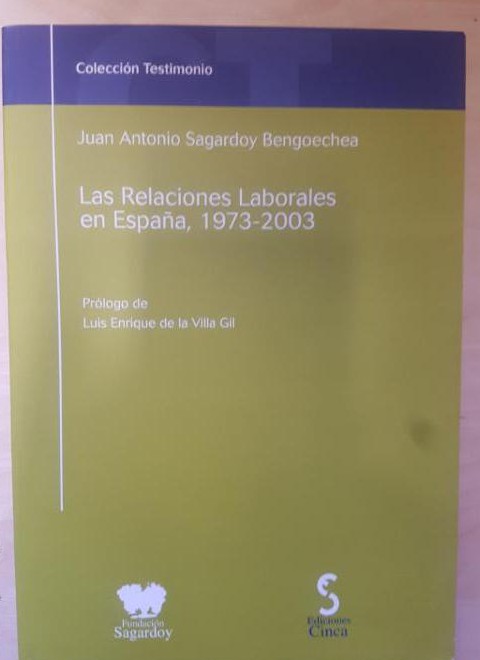 Colección Testimonio
Juan Antonio Sagardoy Bengoechea
Las Relaciones Laborales
en España, 1973-2003
Prólogo de
Luis Enrique de la Villa Gil
Fundación
Sagardoy
Ediciones
Cinca